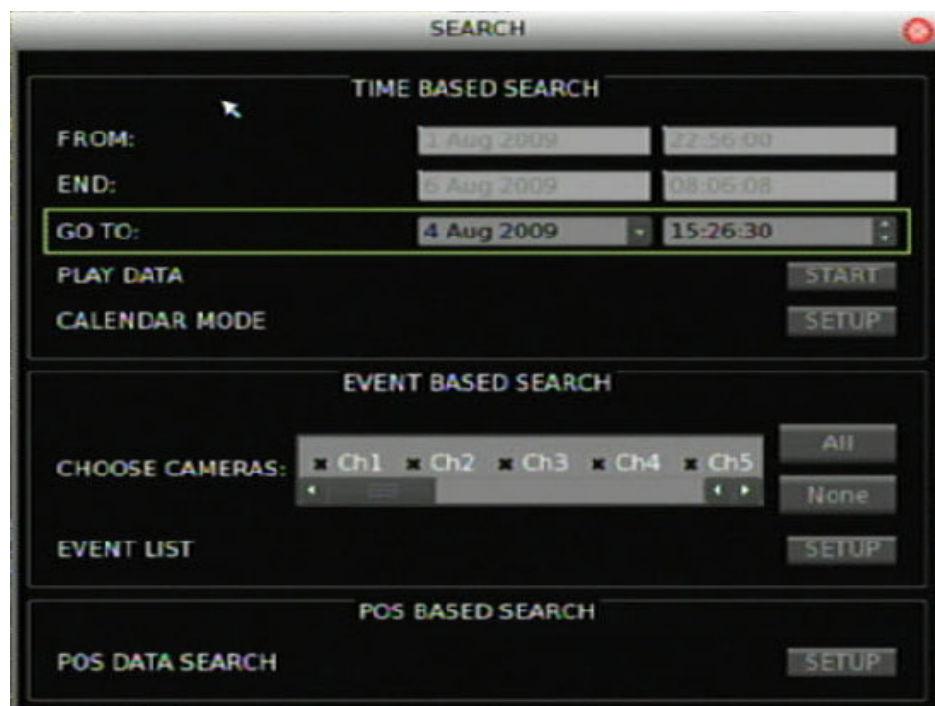 SEARCH
TIME BASED SEARCH
FROM: 1 Aug 2009 22:56:00
END: 6 Aug 2009 08:06:08
GO TO: 4 Aug 2009 15:26:30
PLAY DATA START
CALENDAR MODE SETUP
EVENT BASED SEARCH
CHOOSE CAMERAS: Ch1 Ch2 Ch3 Ch4 Ch5 All
None
EVENT LIST SETUP
POS BASED SEARCH
POS DATA SEARCH SETUP